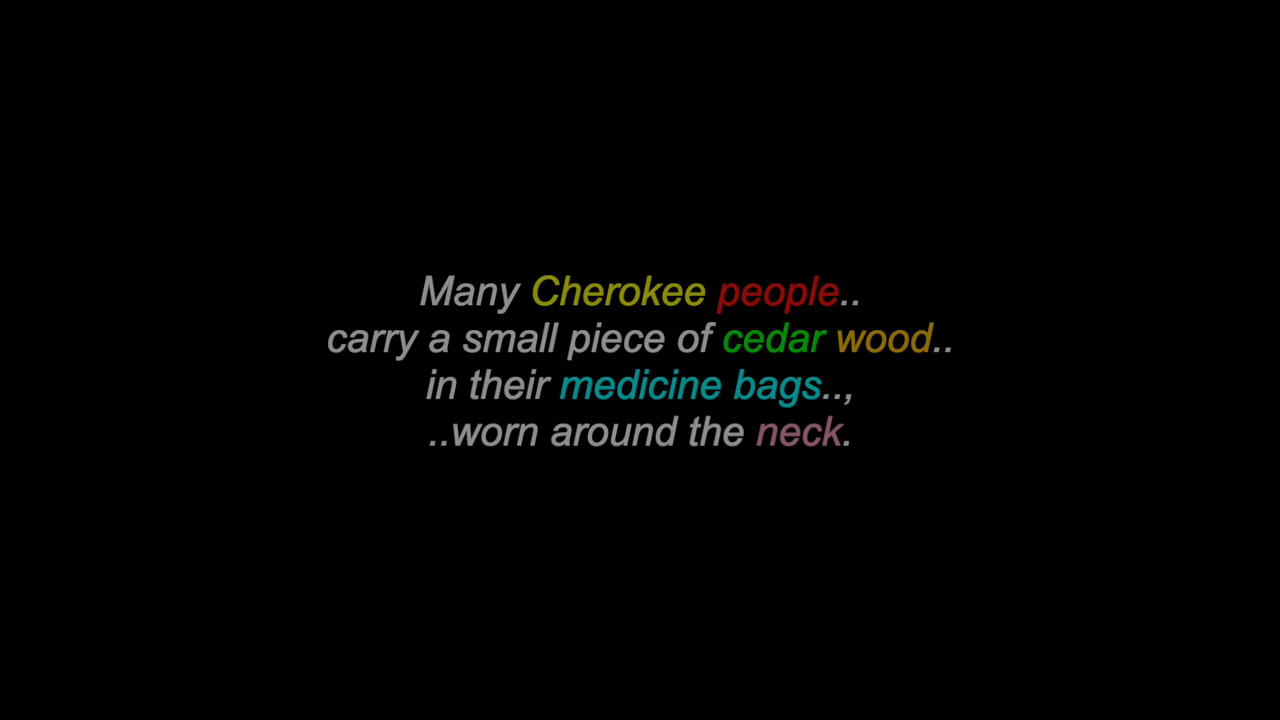 Many Cherokee people..
carry a small piece of cedar wood..
in their medicine bags..,
..worn around the neck.